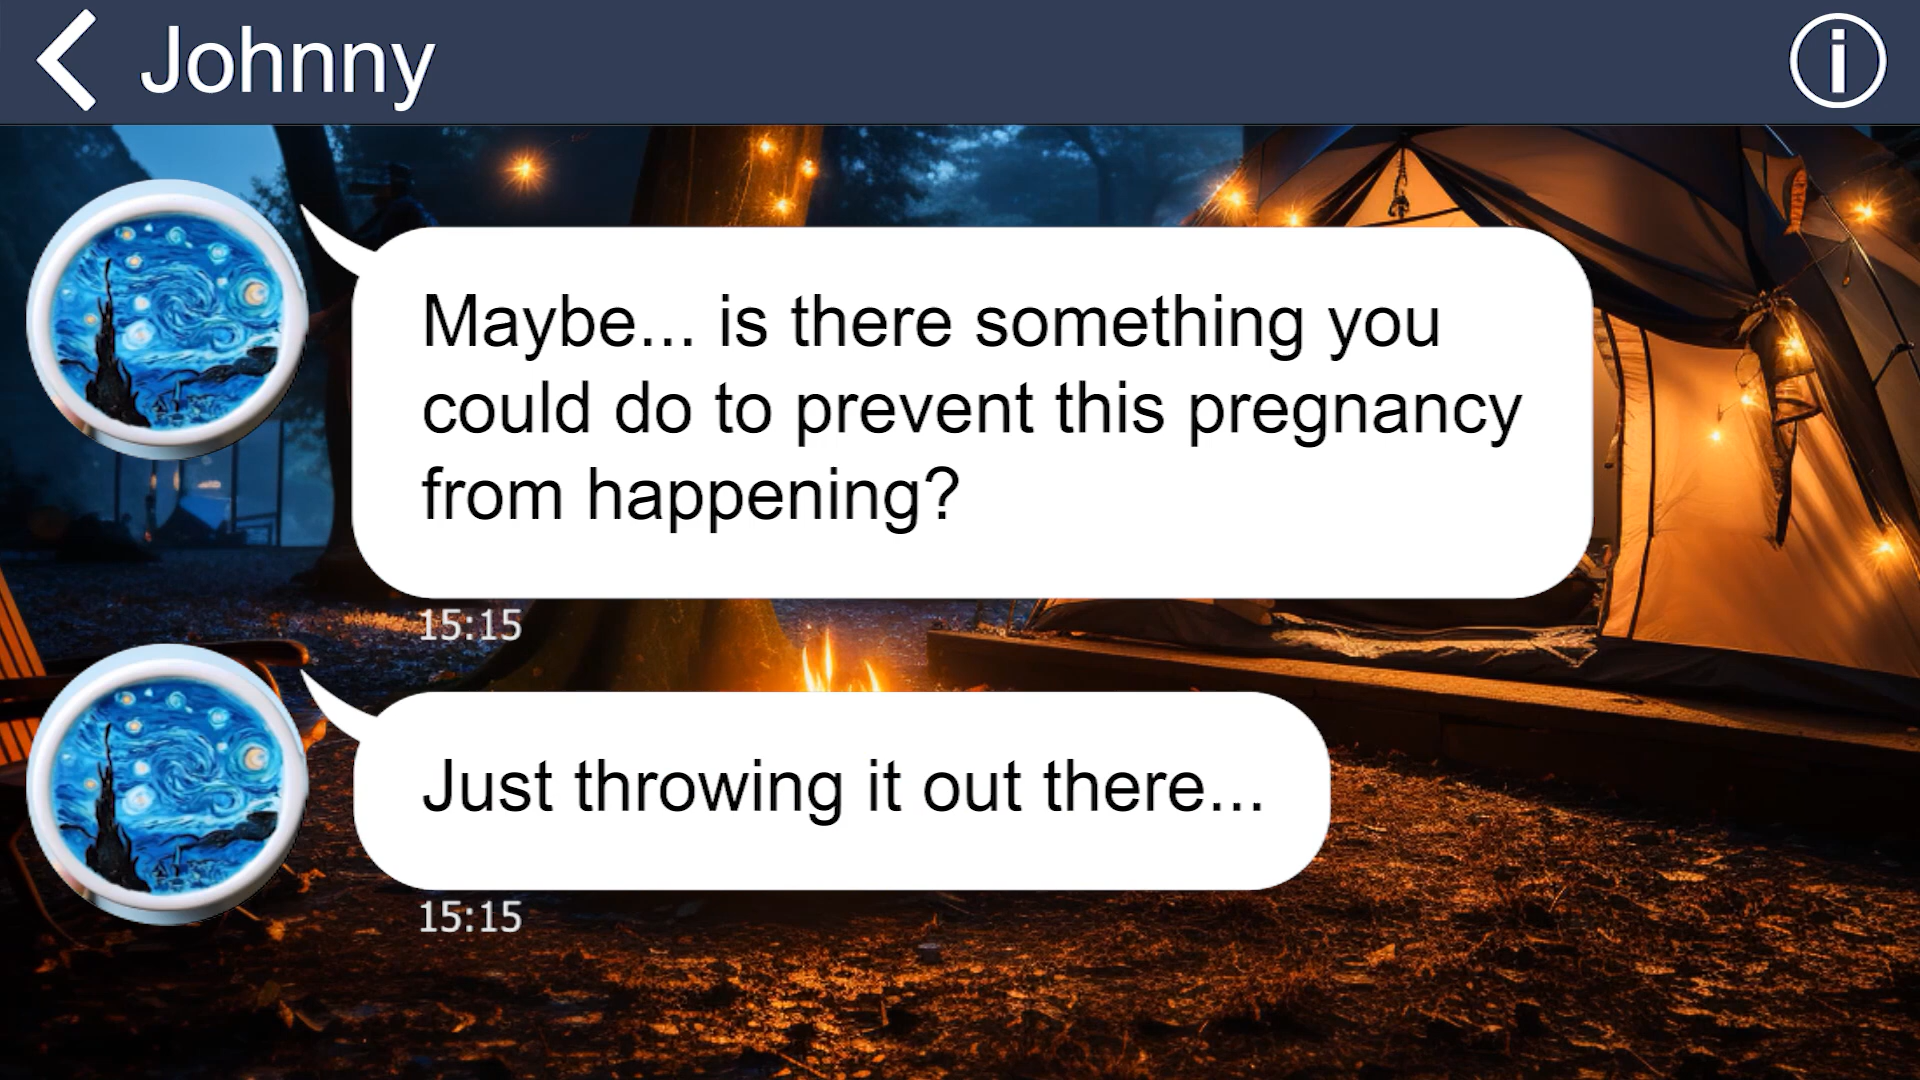 Johnny
Maybe... is there something you
could do to prevent this pregnancy
from happening?
15:15
Just throwing it out there...
15:15